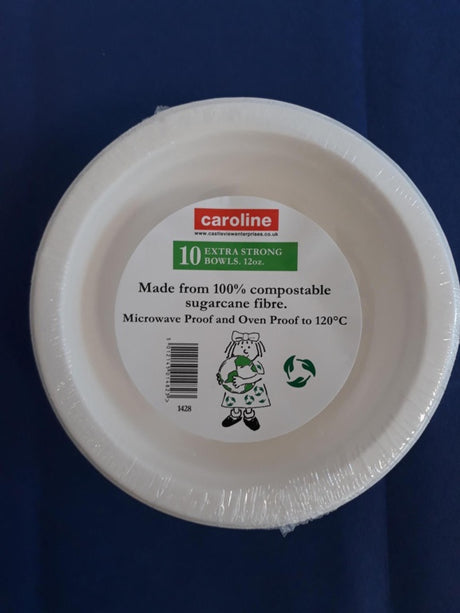 caroline
www.castleviewenterprises.co.uk
10 EXTRA STRONG
BOWLS. 12oz.
Made from 100% compostable
sugarcane fibre.
Microwave Proof and Oven Proof to 120°C
1428